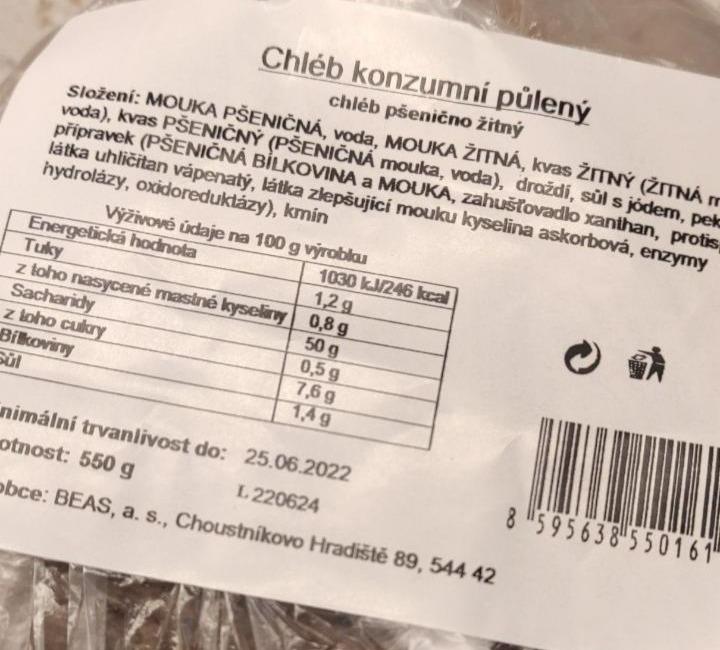 Chléb konzumní půlený
chléb pšenično žitný
Složení: MOUKA PŠENIČNÁ, voda, MOUKA ŽITNÁ, kvas ŽITNÝ (ŽITNÁ m
voda), kvas PŠENIČNÝ (PŠENIČNÁ mouka, voda), droždí, sůl s jódem, pek
přípravek (PŠENIČNÁ BÍLKOVINA a MOUKA, zahušťovadlo xanthan, protis
látka uhličitan vápenatý, látka zlepšující mouku kyselina askorbová, enzymy
hydrolázy, oxidoreduktázy), kmín
Výživové údaje na 100 g výrobku
Energetická hodnota 1030 kJ/246 kcal
Tuky 1,2 g
z toho nasycené mastné kyseliny 0,8 g
Sacharidy 50 g
z toho cukry 0,5 g
Bílkoviny 7,6 g
Sůl 1,4 g
nimální trvanlivost do: 25.06.2022
otnost: 550 g
L 220624
obce: BEAS, a. s., Choustníkovo Hradiště 89, 544 42
8 595638 550161